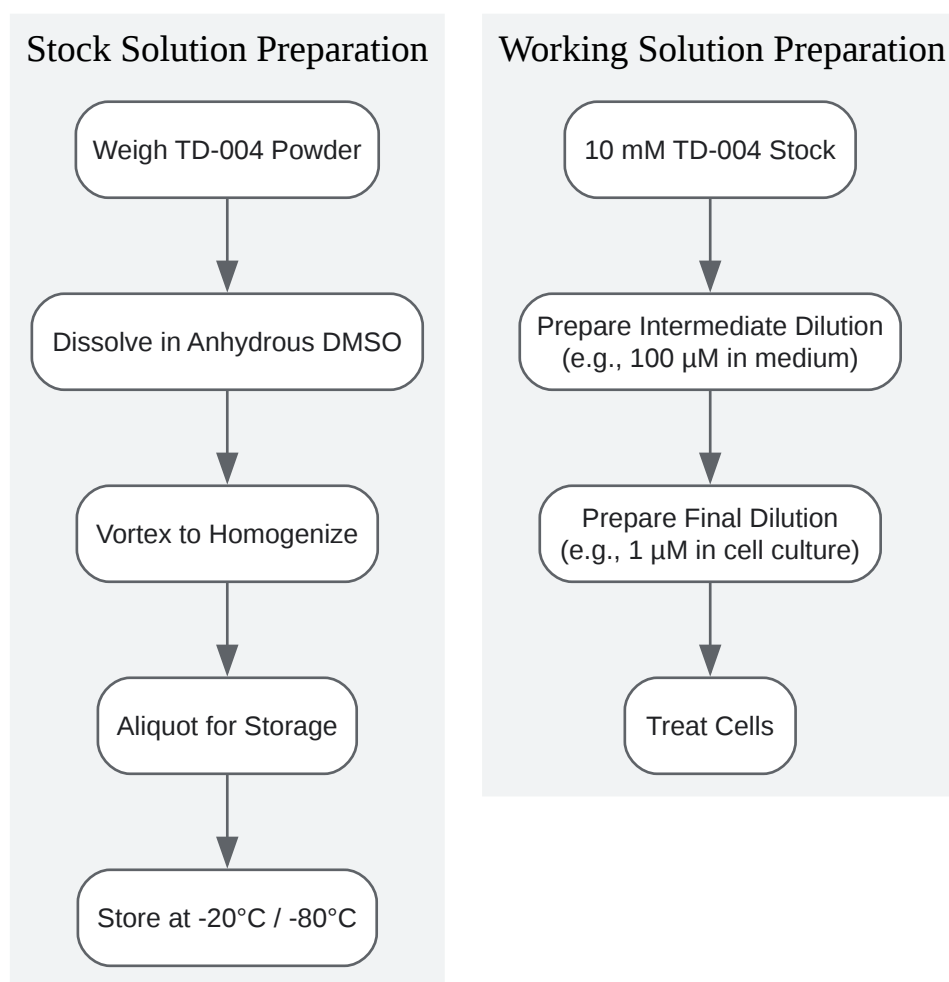 Stock Solution Preparation
Weigh TD-004 Powder
Dissolve in Anhydrous DMSO
Vortex to Homogenize
Aliquot for Storage
Store at -20°C / -80°C
Working Solution Preparation
10 mM TD-004 Stock
Prepare Intermediate Dilution
(e.g., 100 µM in medium)
Prepare Final Dilution
(e.g., 1 µM in cell culture)
Treat Cells